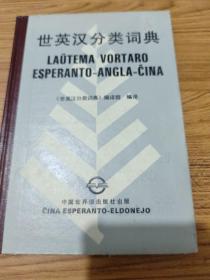 世英汉分类词典
LAŬTEMA VORTARO
ESPERANTO-ANGLA-ĈINA
《世英汉分类词典》编译组 编译
中国世界语出版社出版
ĈINA ESPERANTO-ELDONEJO